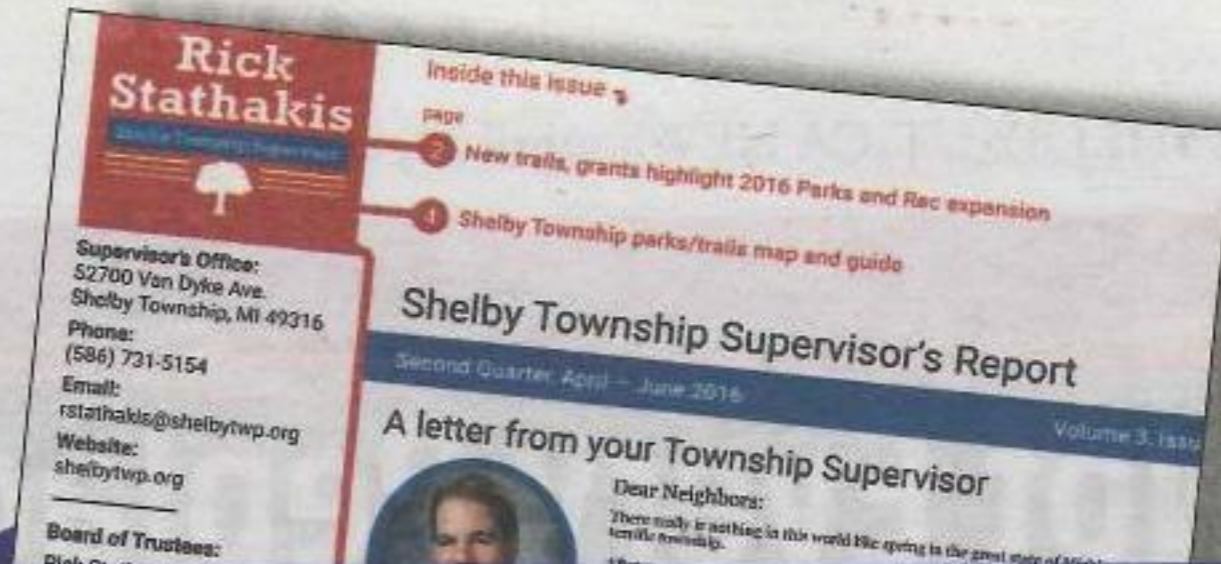 Rick
Stathakis
Shelby Township Supervisor
Inside this issue
page
2 New trails, grants highlight 2016 Parks and Rec expansion
4 Shelby Township parks/trails map and guide
Supervisor's Office:
52700 Van Dyke Ave.
Shelby Township, MI 49316
Phone:
(586) 731-5154
Email:
rstathakis@shelbytwp.org
Website:
shelbytwp.org
Board of Trustees:
Shelby Township Supervisor's Report
Second Quarter, April – June 2016
Volume 3, Issu
A letter from your Township Supervisor
Dear Neighbors:
There really is nothing in this world like spring in the great state of
terrific township.